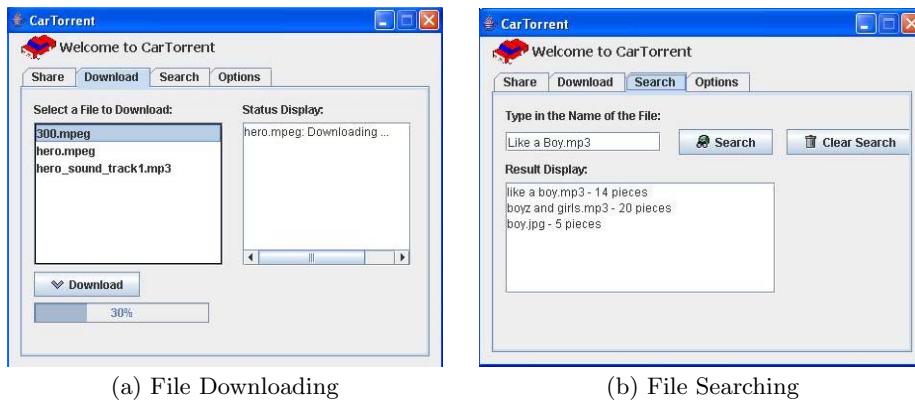 CarTorrent
Welcome to CarTorrent
Share Download Search Options
Select a File to Download:
300.mpeg
hero.mpeg
hero_sound_track1.mp3
Status Display:
hero.mpeg: Downloading ...
Download
30%
(a) File Downloading
CarTorrent
Welcome to CarTorrent
Share Download Search Options
Type in the Name of the File:
Like a Boy.mp3 Search Clear Search
Result Display:
like a boy.mp3 - 14 pieces
boyz and girls.mp3 - 20 pieces
boy.jpg - 5 pieces
(b) File Searching